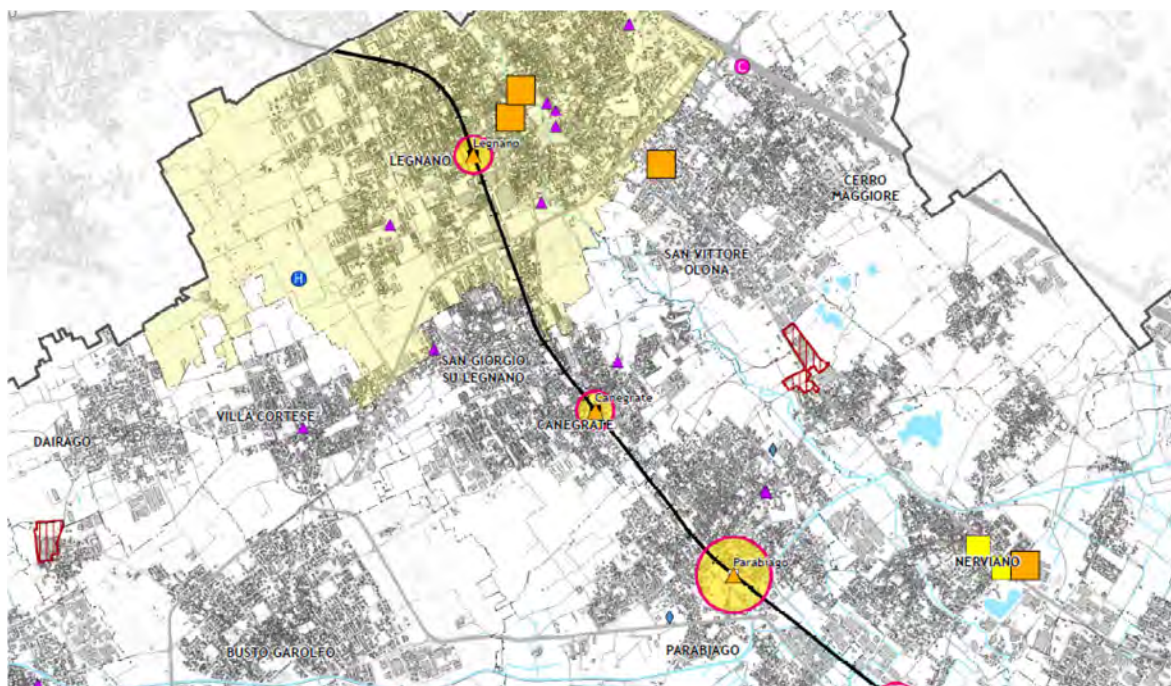 C
Legnano
LEGNANO
CERRO
MAGGIORE
SAN VITTORE
OLONA
H
SAN GIORGIO
SU LEGNANO
Canegrate
CANEGRATE
VILLA CORTESE
DAIRAGO
Parabiago
NERVIANO
BUSTO GAROLFO
PARABIAGO